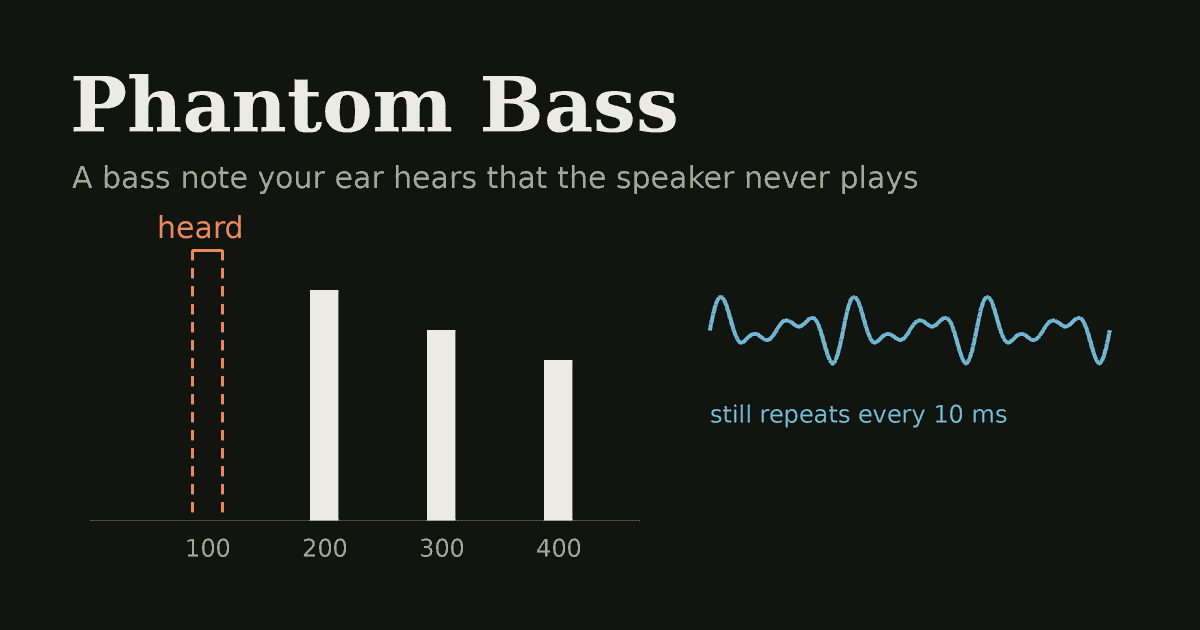 Phantom Bass
A bass note your ear hears that the speaker never plays
heard
still repeats every 10 ms
100 200 300 400